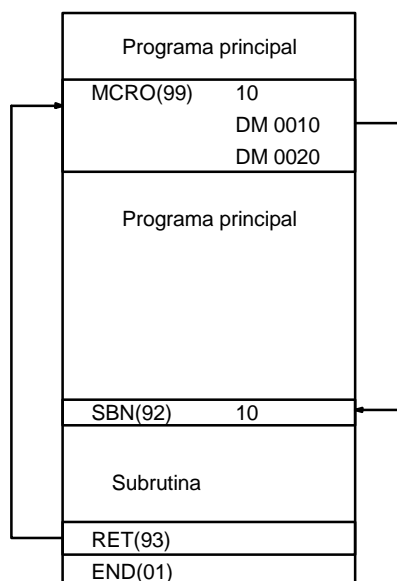 Programa principal
MCRO(99) 10
DM 0010
DM 0020
Programa principal
SBN(92) 10
Subrutina
RET(93)
END(01)